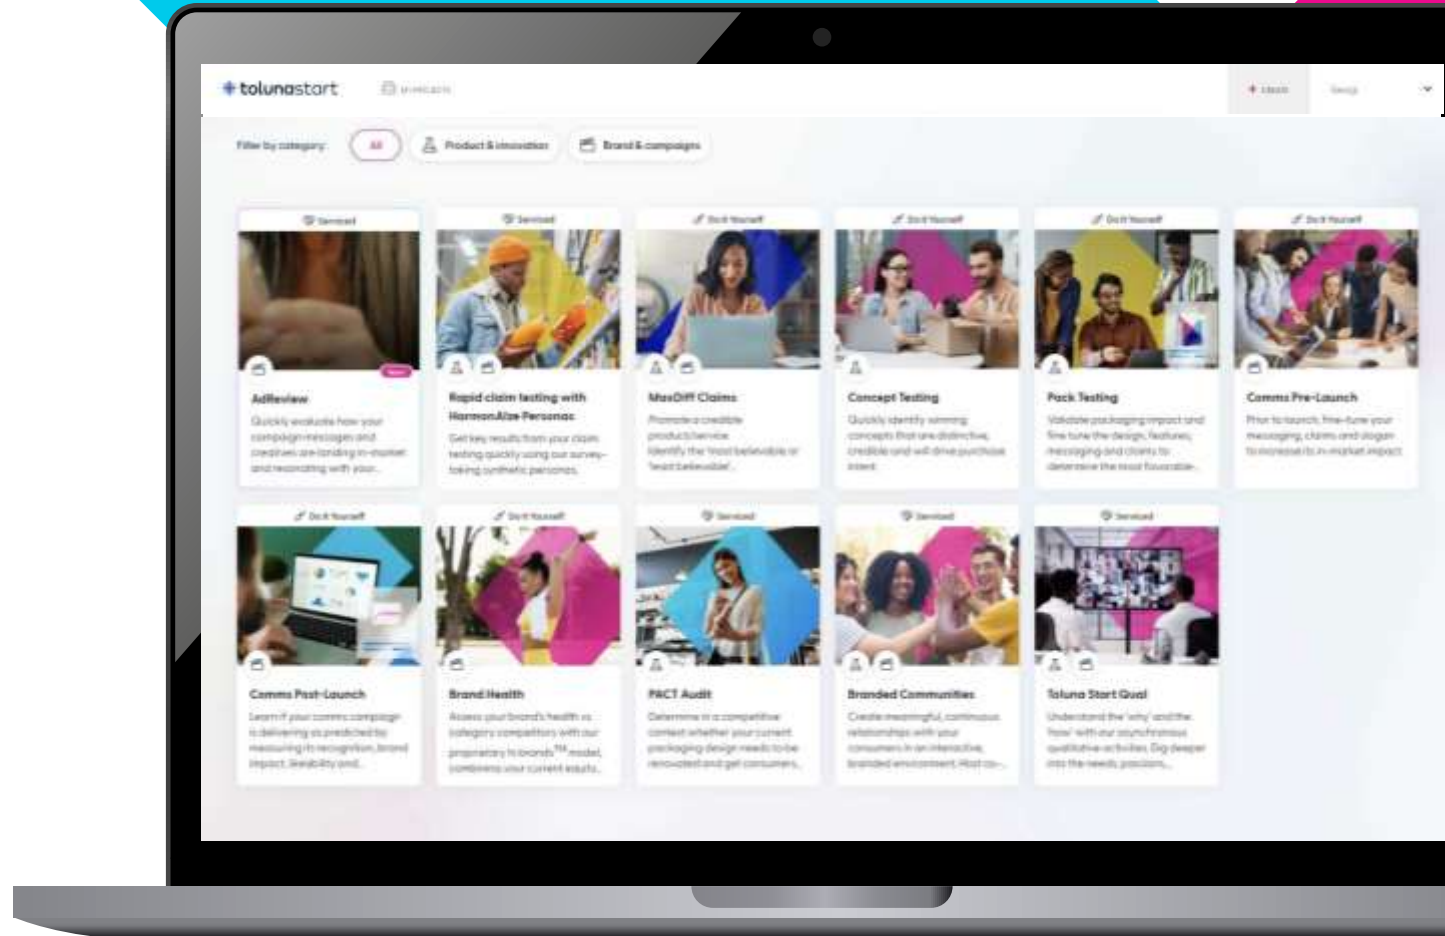 tolunastart
MY PROJECTS
+ Create
Filter by category:
All
Product & innovation
Brand & campaigns
Serviced
Serviced
Do It Yourself
Do It Yourself
Do It Yourself
Do It Yourself
New
AdReview
Quickly evaluate how your
campaign messages and
creatives are landing in-market
and resonating with your...
Rapid claim testing with
HarmonAIze Personas
Get key results from your claim
testing quickly using our survey-
taking synthetic personas.
MaxDiff Claims
Promote a credible
product/service
Identify the 'most believable or
'least believable'..
Concept Testing
Quickly identify winning
concepts that are distinctive,
credible and will drive purchase
intent
Pack Testing
Validate packaging impact and
fine tune the design, features,
messaging and claims to
determine the most favorable...
Comms Pre-Launch
Prior to launch, fine-tune your
messaging, claims and slogan
to increase its in-market impact
Do It Yourself
Do It Yourself
Serviced
Serviced
Serviced
Comms Post-Launch
Learn if your comms campaign
is delivering as predicted by
measuring its recognition, brand
impact, likeability and...
Brand Health
Assess your brand's health vs
category competitors with our
proprietary hi brands™ model,
combining your current equity...
PACT Audit
Determine in a competitive
context whether your current
packaging design needs to be
renovated and get consumers...
Branded Communities
Create meaningful, continuous
relationships with your
consumers in an interactive,
branded environment. Host co-...
Toluna Start Qual
Understand the 'why' and the
'how' with our asynchronous
qualitative activities. Dig deeper
into the needs, passions,..